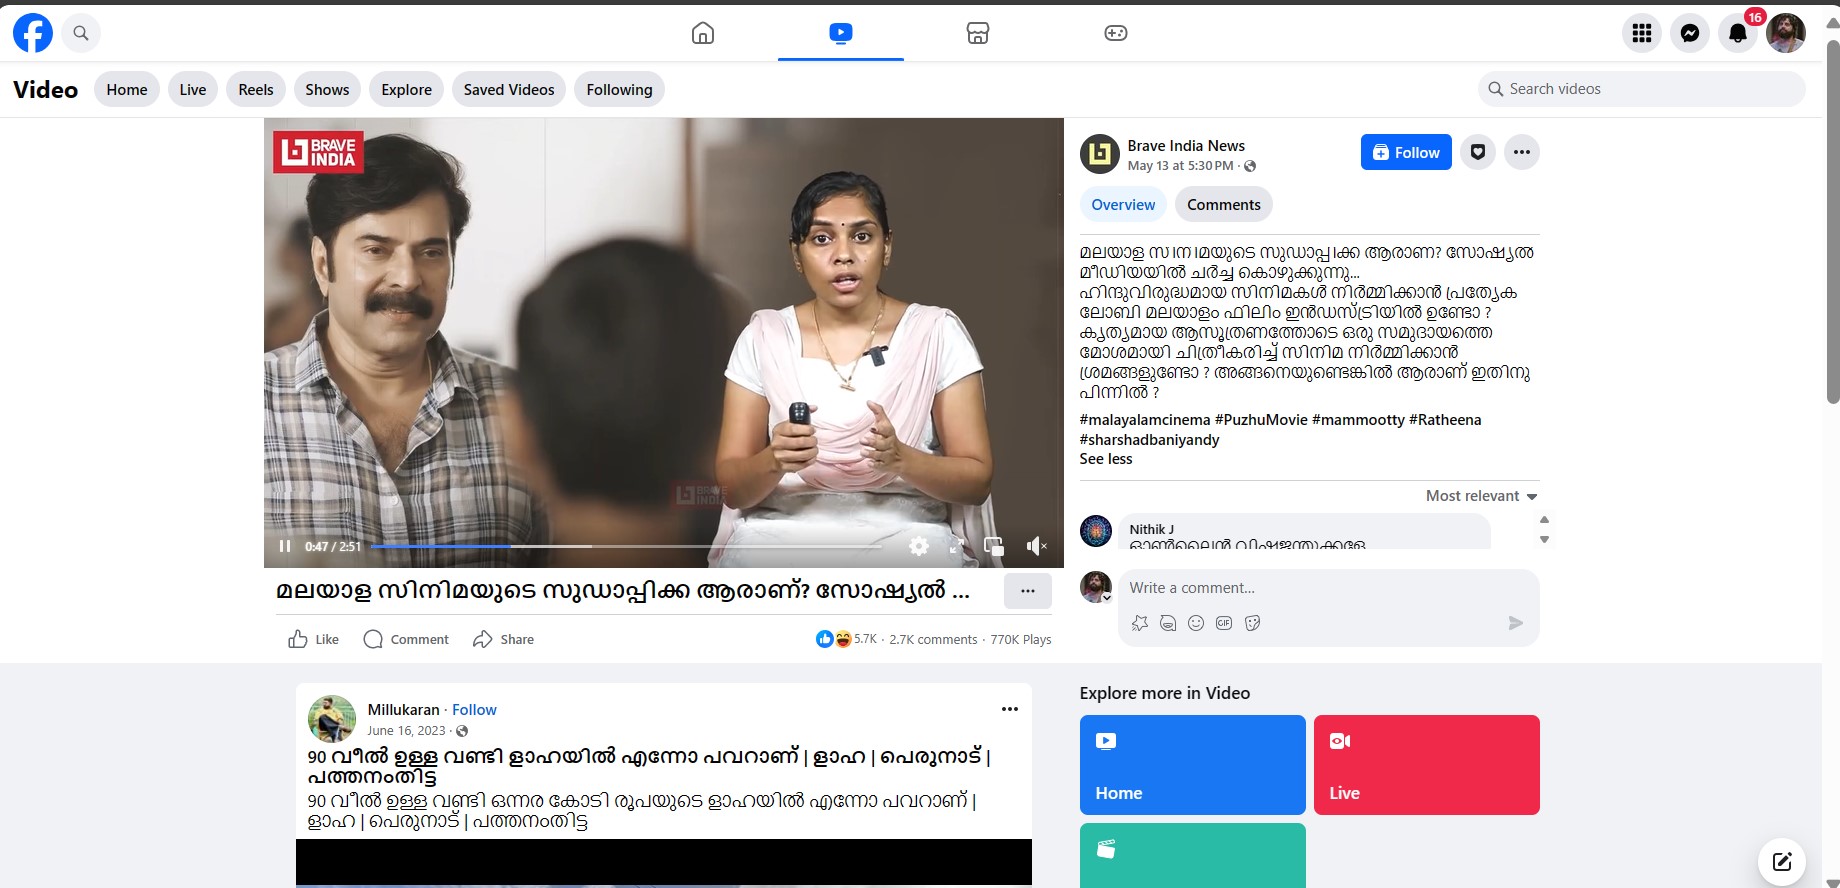 16
Video
Home
Live
Reels
Shows
Explore
Saved Videos
Following
Search videos
BRAVE
INDIA
BRAVE
INDIA
0:47 / 2:51
മലയാള സിനിമയുടെ സുഡാപ്പിക്ക ആരാണ്? സോഷ്യൽ ...
Like
Comment
Share
5.7K · 2.7K comments · 770K Plays
Brave India News
May 13 at 5:30 PM ·
Follow
Overview
Comments
മലയാള സിനിമയുടെ സുഡാപ്പിക്ക ആരാണ്? സോഷ്യൽ
മീഡിയയിൽ ചർച്ച കൊഴുക്കുന്നു...
ഹിന്ദുവിരുദ്ധമായ സിനിമകൾ നിർമ്മിക്കാൻ പ്രത്യേക
ലോബി മലയാളം ഫിലിം ഇൻഡസ്ട്രിയിൽ ഉണ്ടോ ?
കൃത്യമായ ആസൂത്രണത്തോടെ ഒരു സമുദായത്തെ
മോശമായി ചിത്രീകരിച്ച് സിനിമ നിർമ്മിക്കാൻ
ശ്രമങ്ങളുണ്ടോ ? അങ്ങനെയുണ്ടെങ്കിൽ ആരാണ് ഇതിനു
പിന്നിൽ ?
#malayalamcinema #PuzhuMovie #mammootty #Ratheena
#sharshadbaniyandy
See less
Most relevant
Nithik J
ഓൺലൈൻ വിഷജന്തുക്കളേ
Write a comment...
GIF
Millukaran · Follow
June 16, 2023 ·
90 വീൽ ഉള്ള വണ്ടി ളാഹയിൽ എന്നോ പവറാണ് | ളാഹ | പെരുനാട് |
പത്തനംതിട്ട
90 വീൽ ഉള്ള വണ്ടി ഒന്നര കോടി രൂപയുടെ ളാഹയിൽ എന്നോ പവറാണ് |
ളാഹ | പെരുനാട് | പത്തനംതിട്ട
Explore more in Video
Home
Live